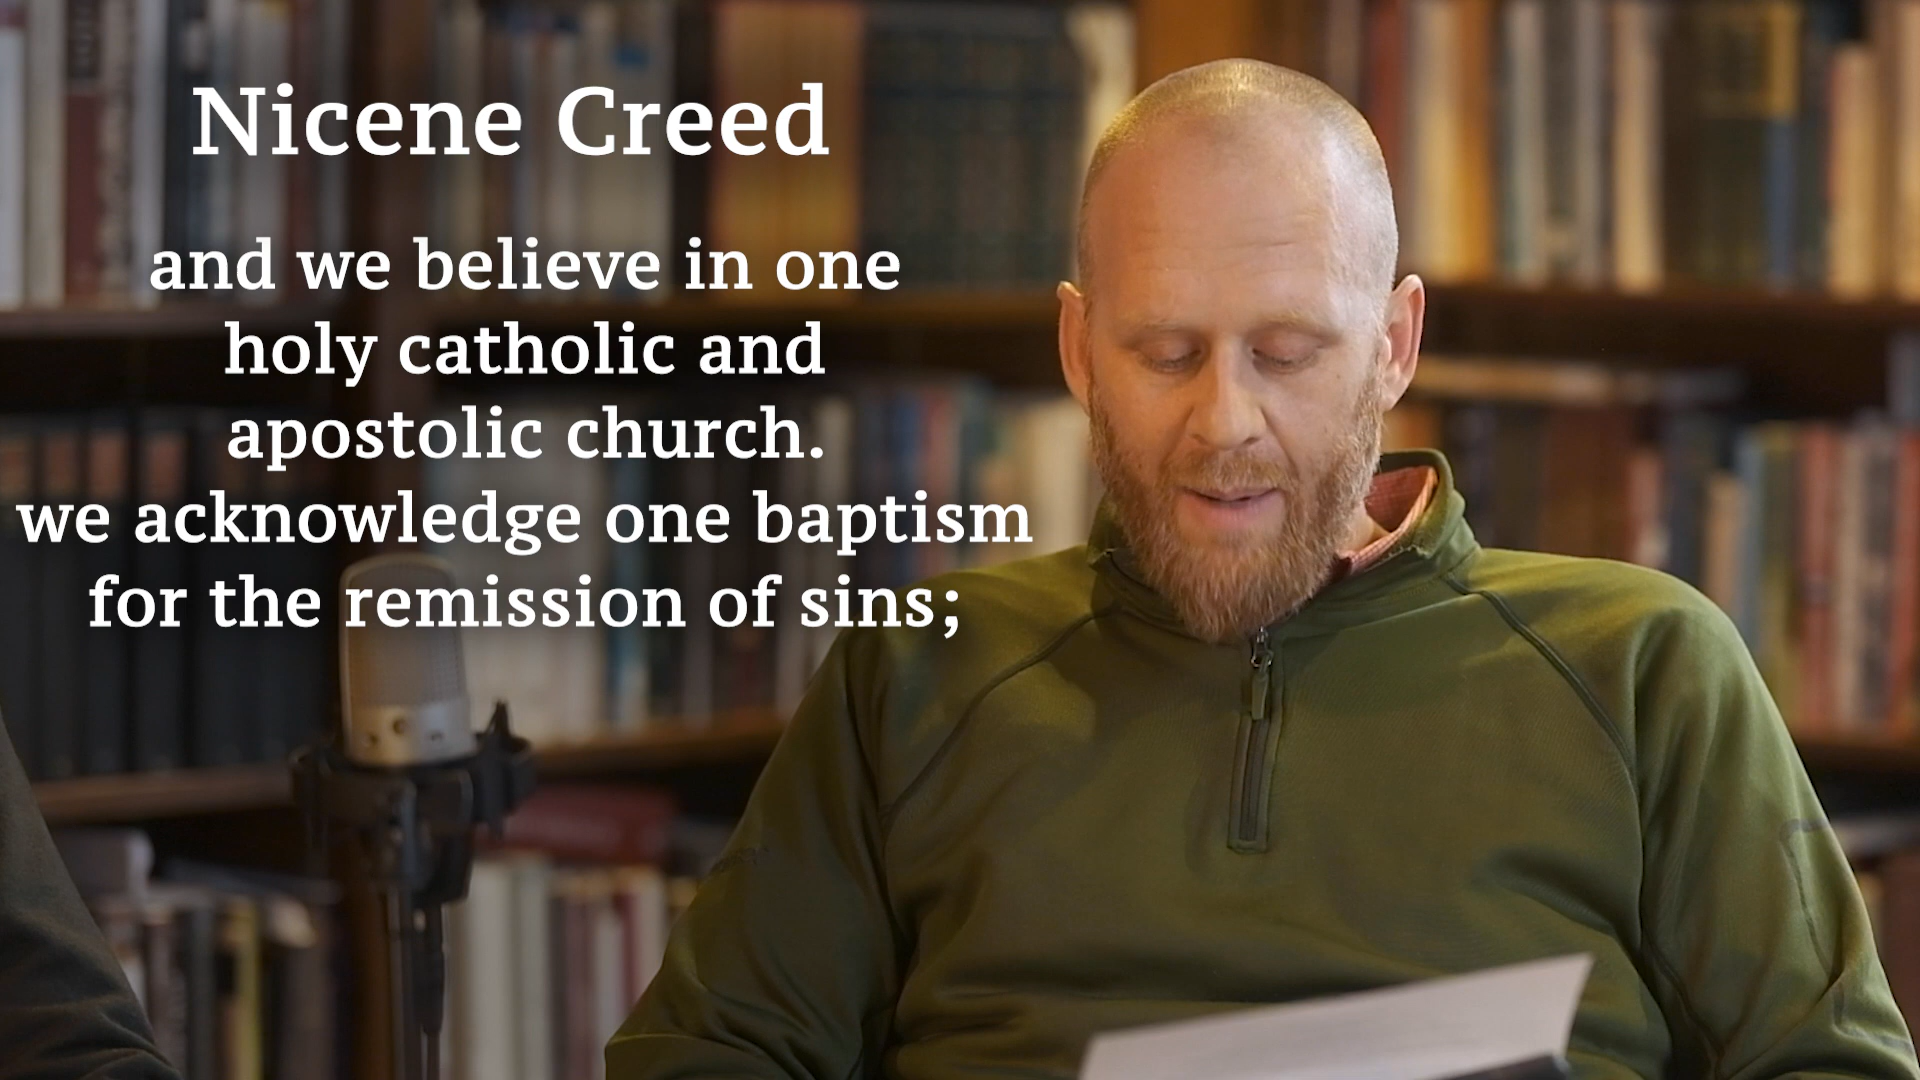 Nicene Creed
and we believe in one
holy catholic and
apostolic church.
we acknowledge one baptism
for the remission of sins;